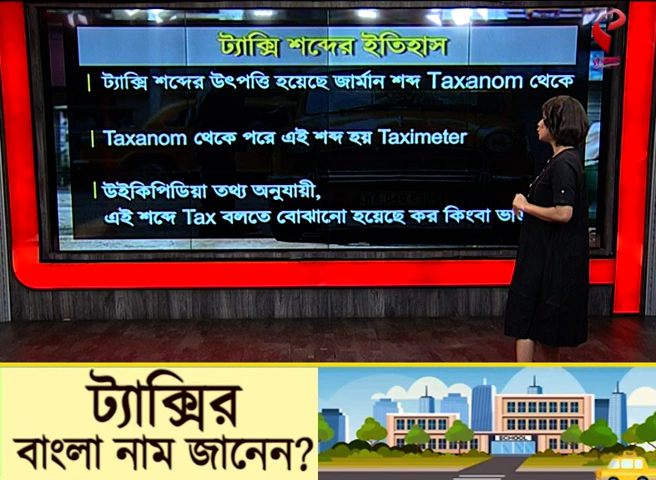 ট্যাক্সি শব্দের ইতিহাস
ট্যাক্সি শব্দের উৎপত্তি হয়েছে জার্মান শব্দ Taxanom থেকে
Taxanom থেকে পরে এই শব্দ হয় Taximeter
উইকিপিডিয়া তথ্য অনুযায়ী,
এই শব্দে Tax বলতে বোঝানো হয়েছে কর কিংবা
ট্যাক্সির
বাংলা নাম জানেন?
SCHOOL